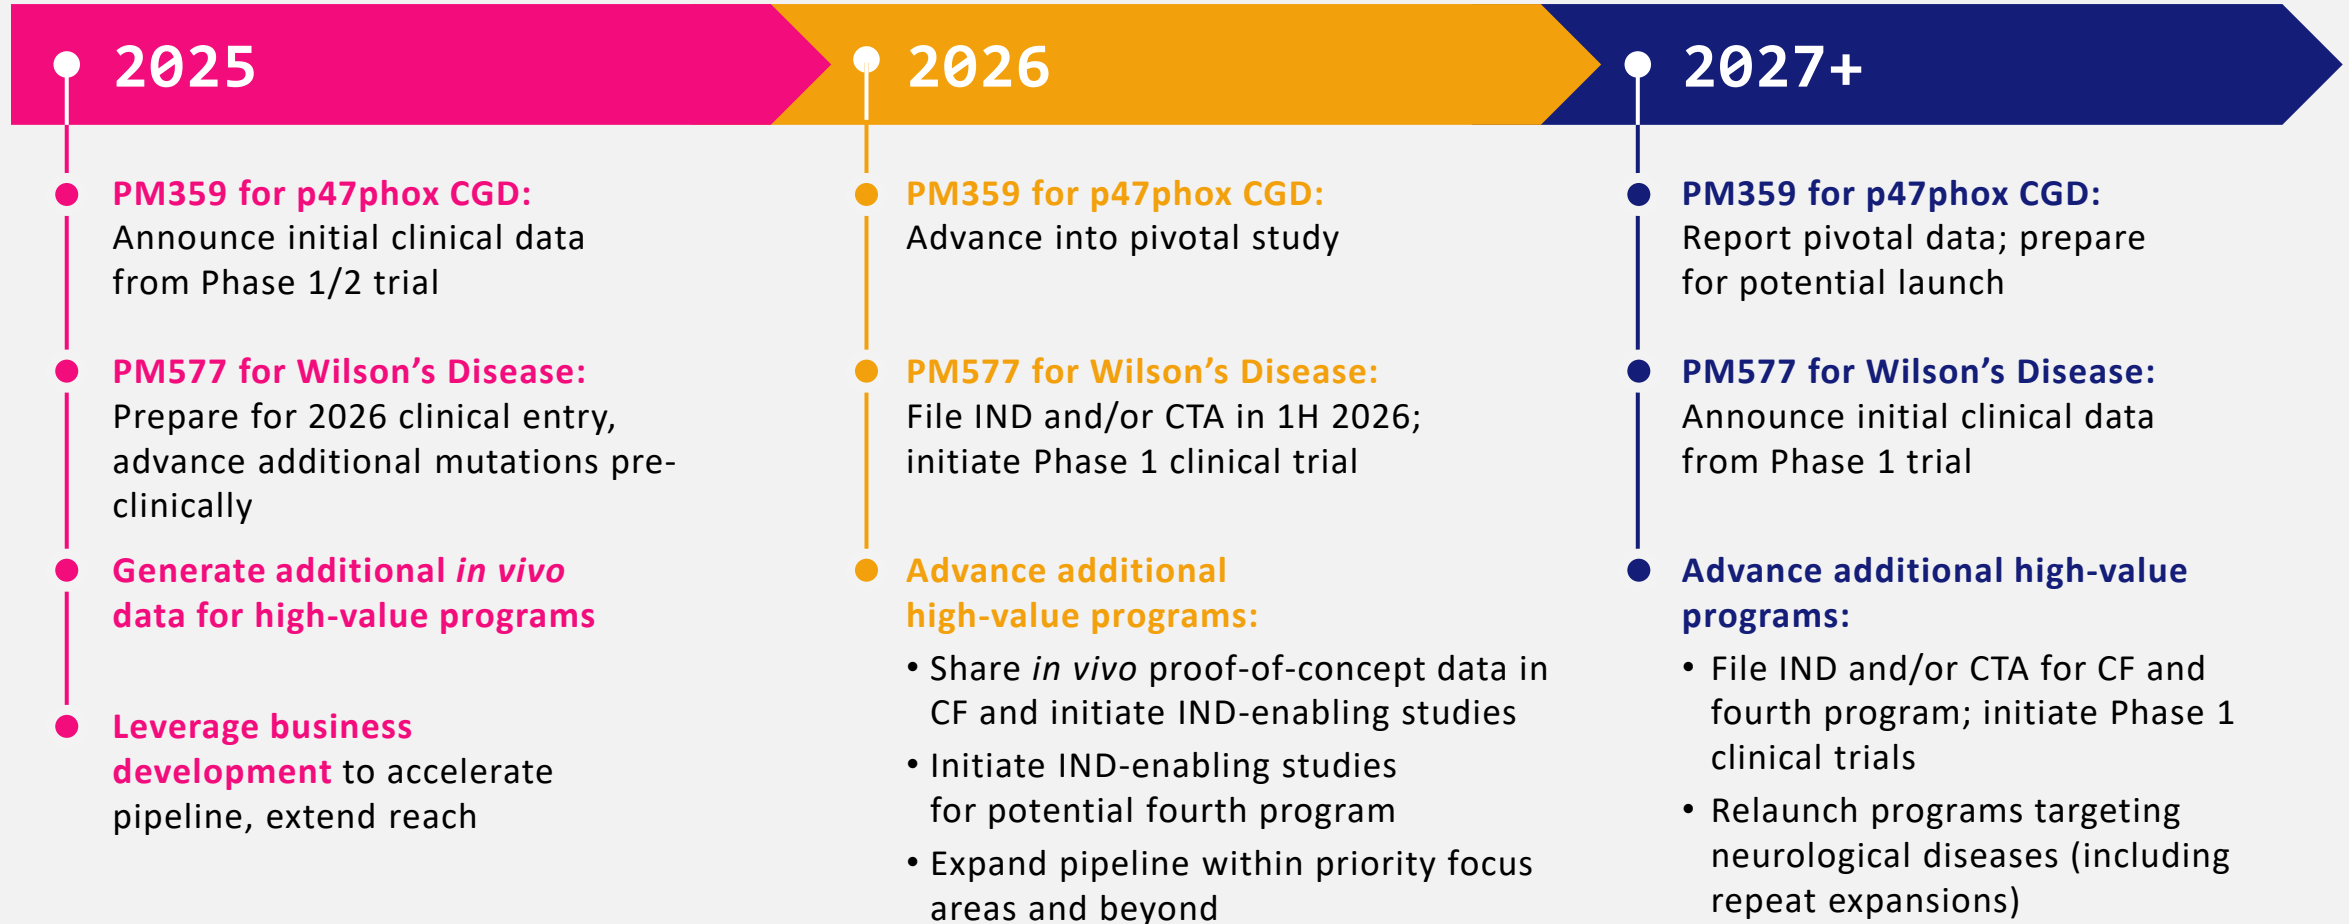 2025
PM359 for p47phox CGD:
Announce initial clinical data
from Phase 1/2 trial
PM577 for Wilson’s Disease:
Prepare for 2026 clinical entry,
advance additional mutations pre-
clinically
Generate additional in vivo
data for high-value programs
Leverage business
development to accelerate
pipeline, extend reach
2026
PM359 for p47phox CGD:
Advance into pivotal study
PM577 for Wilson’s Disease:
File IND and/or CTA in 1H 2026;
initiate Phase 1 clinical trial
Advance additional
high-value programs:
• Share in vivo proof-of-concept data in
CF and initiate IND-enabling studies
• Initiate IND-enabling studies
for potential fourth program
• Expand pipeline within priority focus
areas and beyond
2027+
PM359 for p47phox CGD:
Report pivotal data; prepare
for potential launch
PM577 for Wilson’s Disease:
Announce initial clinical data
from Phase 1 trial
Advance additional high-value
programs:
• File IND and/or CTA for CF and
fourth program; initiate Phase 1
clinical trials
• Relaunch programs targeting
neurological diseases (including
repeat expansions)